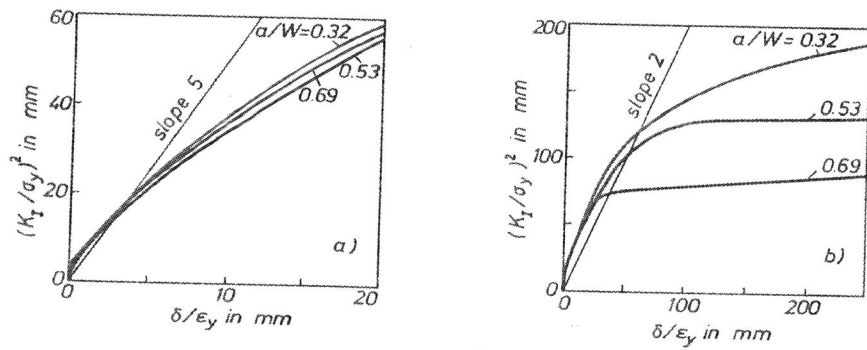 60
40
20
0
(K_I/σ_y)² in mm
slope 5
a/W=0.32
0.53
0.69
a)
0
10
20
δ/ε_y in mm
200
100
0
(K_I/σ_y)² in mm
slope 2
a/W = 0.32
0.53
0.69
b)
0
100
200
δ/ε_y in mm